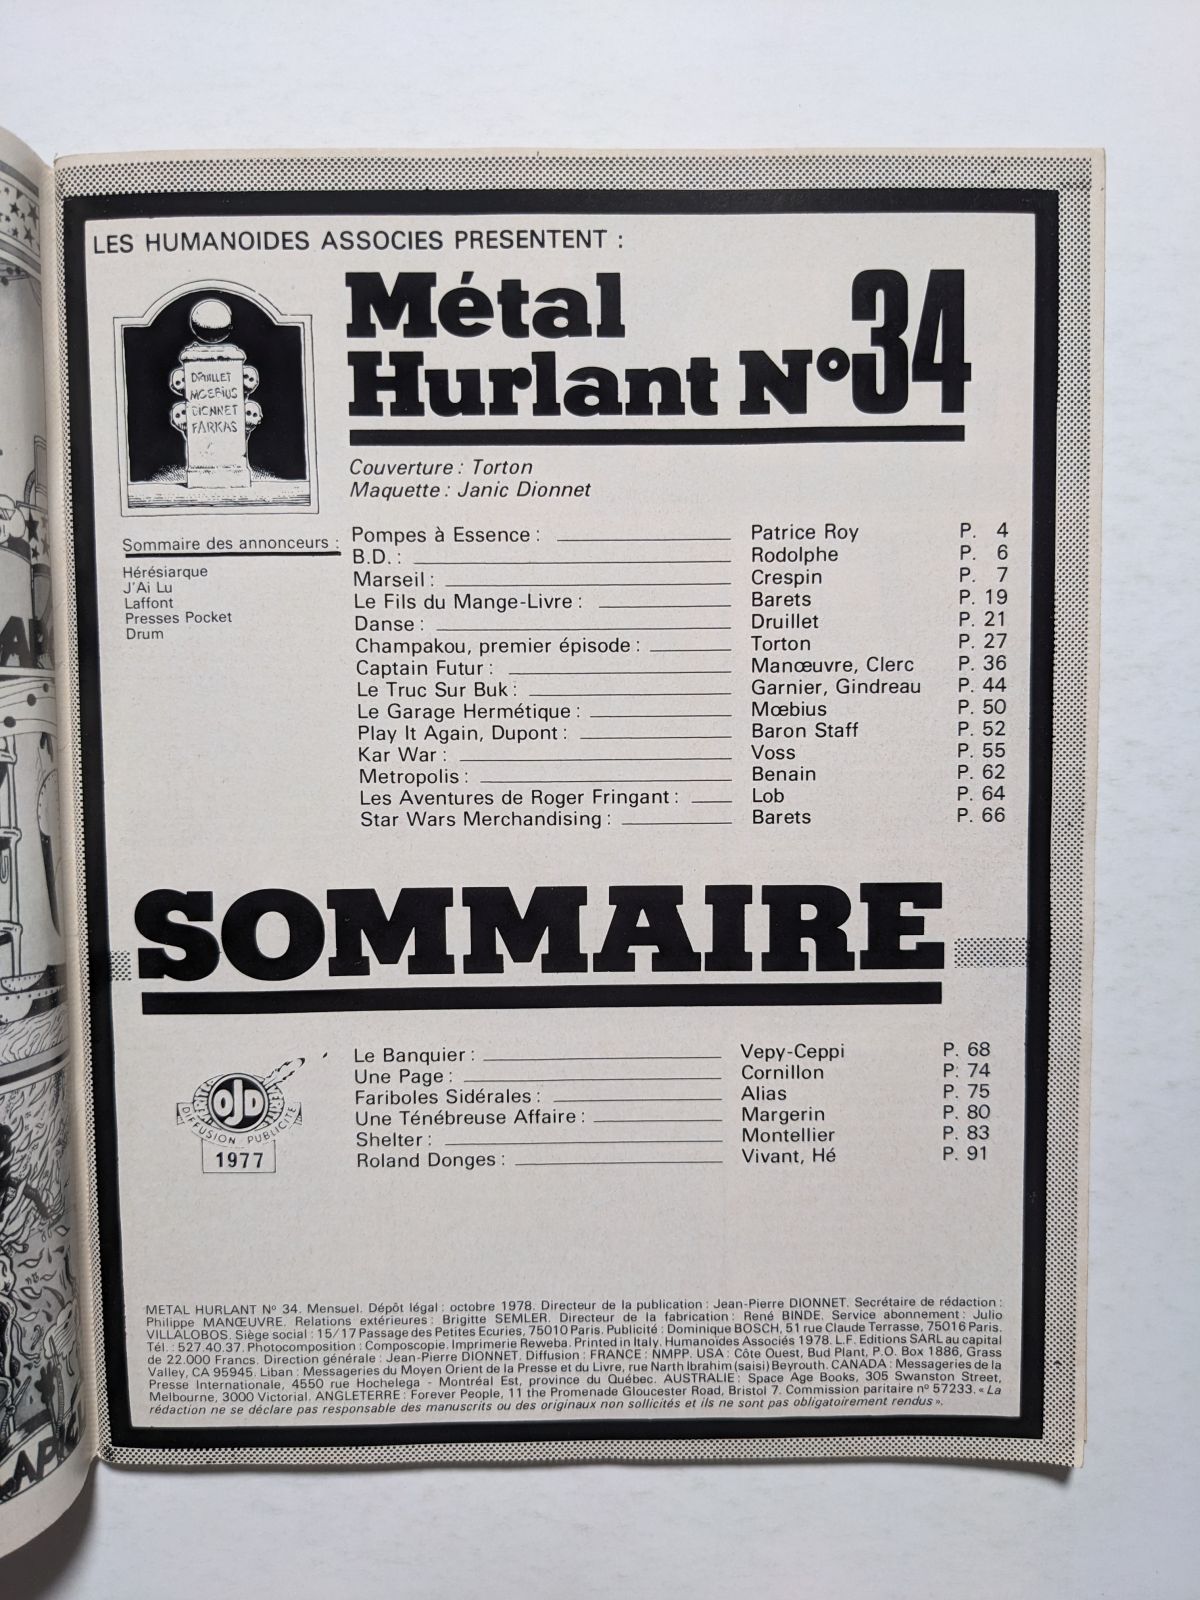 LES HUMANOIDES ASSOCIES PRESENTENT :
Métal
Hurlant Nº34
DRUILLET
MOEBIUS
DIONNET
FARKAS
Couverture : Torton
Maquette : Janic Dionnet
Sommaire des annonceurs :
Hérésiarque
J'Ai Lu
Laffont
Presses Pocket
Drum
Pompes à Essence : Patrice Roy P. 4
B.D. : Rodolphe P. 6
Marseil : Crespin P. 7
Le Fils du Mange-Livre : Barets P. 19
Danse : Druillet P. 21
Champakou, premier épisode : Torton P. 27
Captain Futur : Manœuvre, Clerc P. 36
Le Truc Sur Buk : Garnier, Gindreau P. 44
Le Garage Hermétique : Mœbius P. 50
Play It Again, Dupont : Baron Staff P. 52
Kar War : Voss P. 55
Metropolis : Benain P. 62
Les Aventures de Roger Fringant : Lob P. 64
Star Wars Merchandising : Barets P. 66
SOMMAIRE
OJD
DIFFUSION PUBLICITE
1977
Le Banquier : Vepy-Ceppi P. 68
Une Page : Cornillon P. 74
Fariboles Sidérales : Alias P. 75
Une Ténébreuse Affaire : Margerin P. 80
Shelter : Montellier P. 83
Roland Donges : Vivant, Hé P. 91
METAL HURLANT Nº 34. Mensuel. Dépôt légal : octobre 1978. Directeur de la publication : Jean-Pierre DIONNET. Secrétaire de rédaction :
Philippe MANŒUVRE. Relations extérieures : Brigitte SEMLER. Directeur de la fabrication : René BINDE. Service abonnement : Julio
VILLALOBOS. Siège social : 15/17 Passage des Petites Ecuries, 75010 Paris. Publicité : Dominique BOSCH, 51 rue Claude Terrasse, 75016 Paris.
Tél. : 527.40.37. Photocomposition : Composcopie. Imprimerie Reweba. Printed in Italy. Humanoïdes Associés 1978. L.F. Editions SARL au capital
de 22.000 Francs. Direction générale : Jean-Pierre DIONNET. Diffusion : FRANCE : NMPP. USA : Côte Ouest, Bud Plant, P.O. Box 1886, Grass
Valley, CA 95945. Liban : Messageries du Moyen Orient de la Presse et du Livre, rue Narth Ibrahim (saisi) Beyrouth. CANADA : Messageries de la
Presse Internationale, 4550 rue Hochelega - Montréal Est, province du Québec. AUSTRALIE : Space Age Books, 305 Swanston Street,
Melbourne, 3000 Victorial. ANGLETERRE : Forever People, 11 the Promenade Gloucester Road, Bristol 7. Commission paritaire nº 57233. « La
rédaction ne se déclare pas responsable des manuscrits ou des originaux non sollicités et ils ne sont pas obligatoirement rendus ».